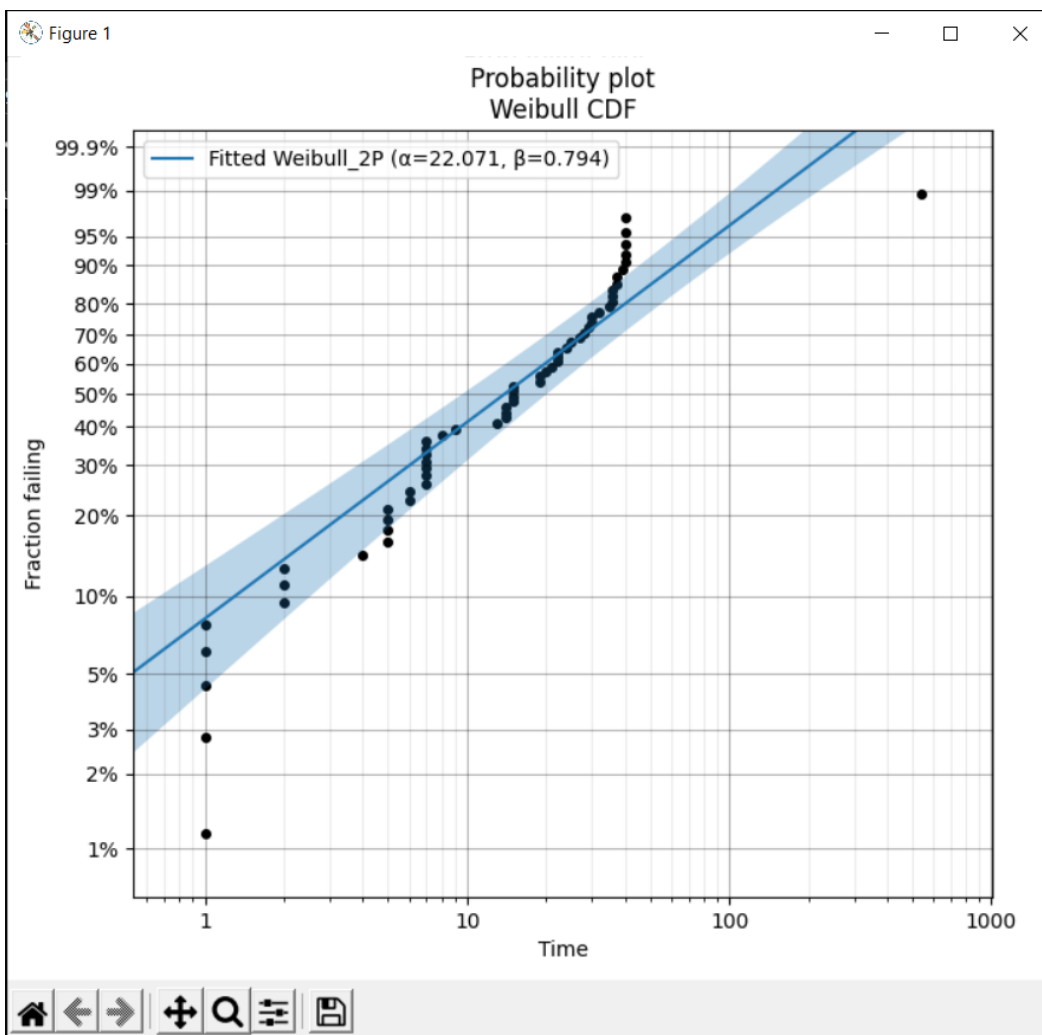 Figure 1
Probability plot
Weibull CDF
Fitted Weibull_2P (α=22.071, β=0.794)
99.9%
99%
95%
90%
80%
70%
60%
50%
40%
30%
20%
10%
5%
3%
2%
1%
Fraction failing
1 10 100 1000
Time